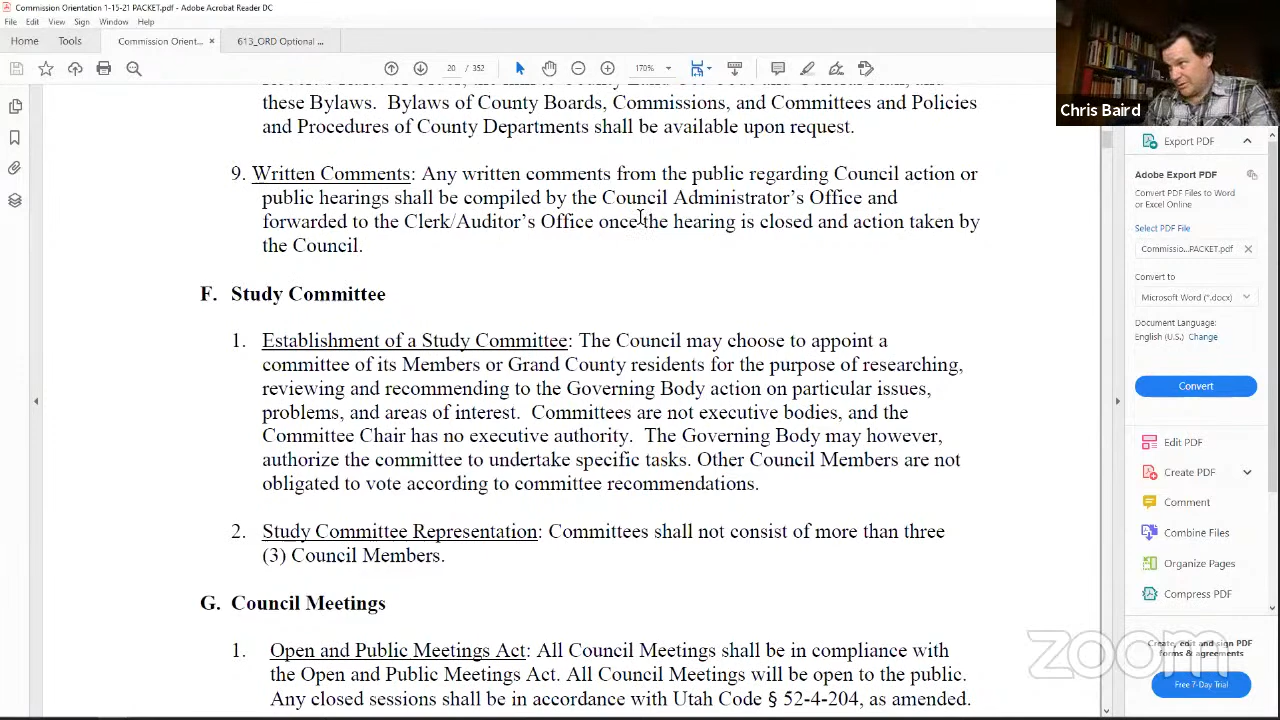 Commission Orientation 1-15-21 PACKET.pdf - Adobe Acrobat Reader DC
File Edit View Sign Window Help
Home Tools Commission Orient... × 613_ORD Optional ...
20 / 352 170%
these Bylaws. Bylaws of County Boards, Commissions, and Committees and Policies
and Procedures of County Departments shall be available upon request.
9. Written Comments: Any written comments from the public regarding Council action or
public hearings shall be compiled by the Council Administrator's Office and
forwarded to the Clerk/Auditor's Office once the hearing is closed and action taken by
the Council.
F. Study Committee
1. Establishment of a Study Committee: The Council may choose to appoint a
committee of its Members or Grand County residents for the purpose of researching,
reviewing and recommending to the Governing Body action on particular issues,
problems, and areas of interest. Committees are not executive bodies, and the
Committee Chair has no executive authority. The Governing Body may however,
authorize the committee to undertake specific tasks. Other Council Members are not
obligated to vote according to committee recommendations.
2. Study Committee Representation: Committees shall not consist of more than three
(3) Council Members.
G. Council Meetings
1. Open and Public Meetings Act: All Council Meetings shall be in compliance with
the Open and Public Meetings Act. All Council Meetings will be open to the public.
Any closed sessions shall be in accordance with Utah Code § 52-4-204, as amended.
Chris Baird
Export PDF
Adobe Export PDF
Convert PDF Files to Word
or Excel Online
Select PDF File
Commissio...PACKET.pdf ×
Convert to
Microsoft Word (*.docx)
Document Language:
English (U.S.) Change
Convert
Edit PDF
Create PDF
Comment
Combine Files
Organize Pages
Compress PDF
Create, edit and sign PDF
forms & agreements
Free 7-Day Trial
zoom